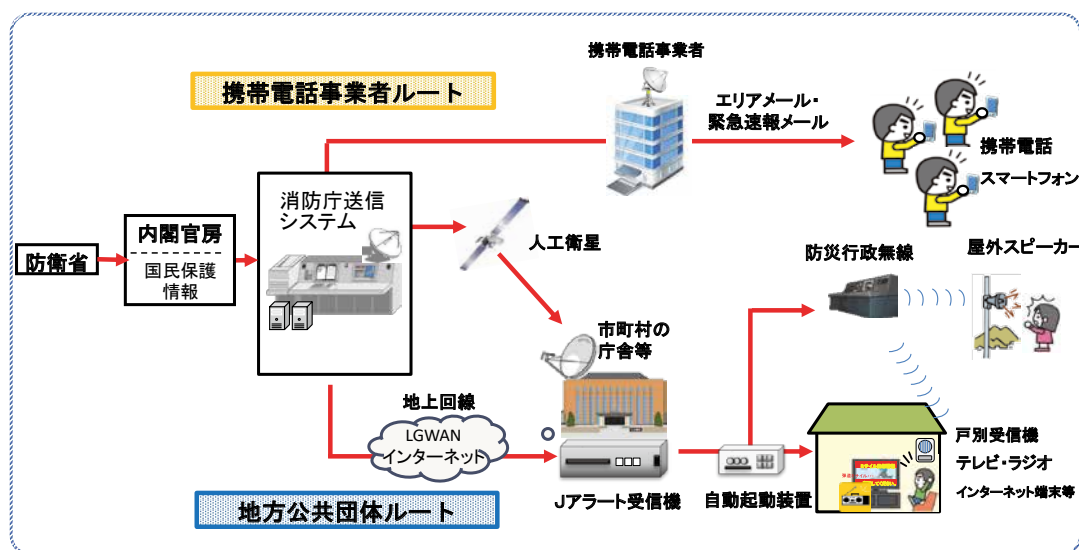 携帯電話事業者
携帯電話事業者ルート
エリアメール・
緊急速報メール
携帯電話
スマートフォン
消防庁送信
システム
内閣官房
国民保護
情報
防衛省
人工衛星
防災行政無線
屋外スピーカー
市町村の
庁舎等
地上回線
LGWAN
インターネット
Jアラート受信機
自動起動装置
戸別受信機
テレビ・ラジオ
インターネット端末等
地方公共団体ルート